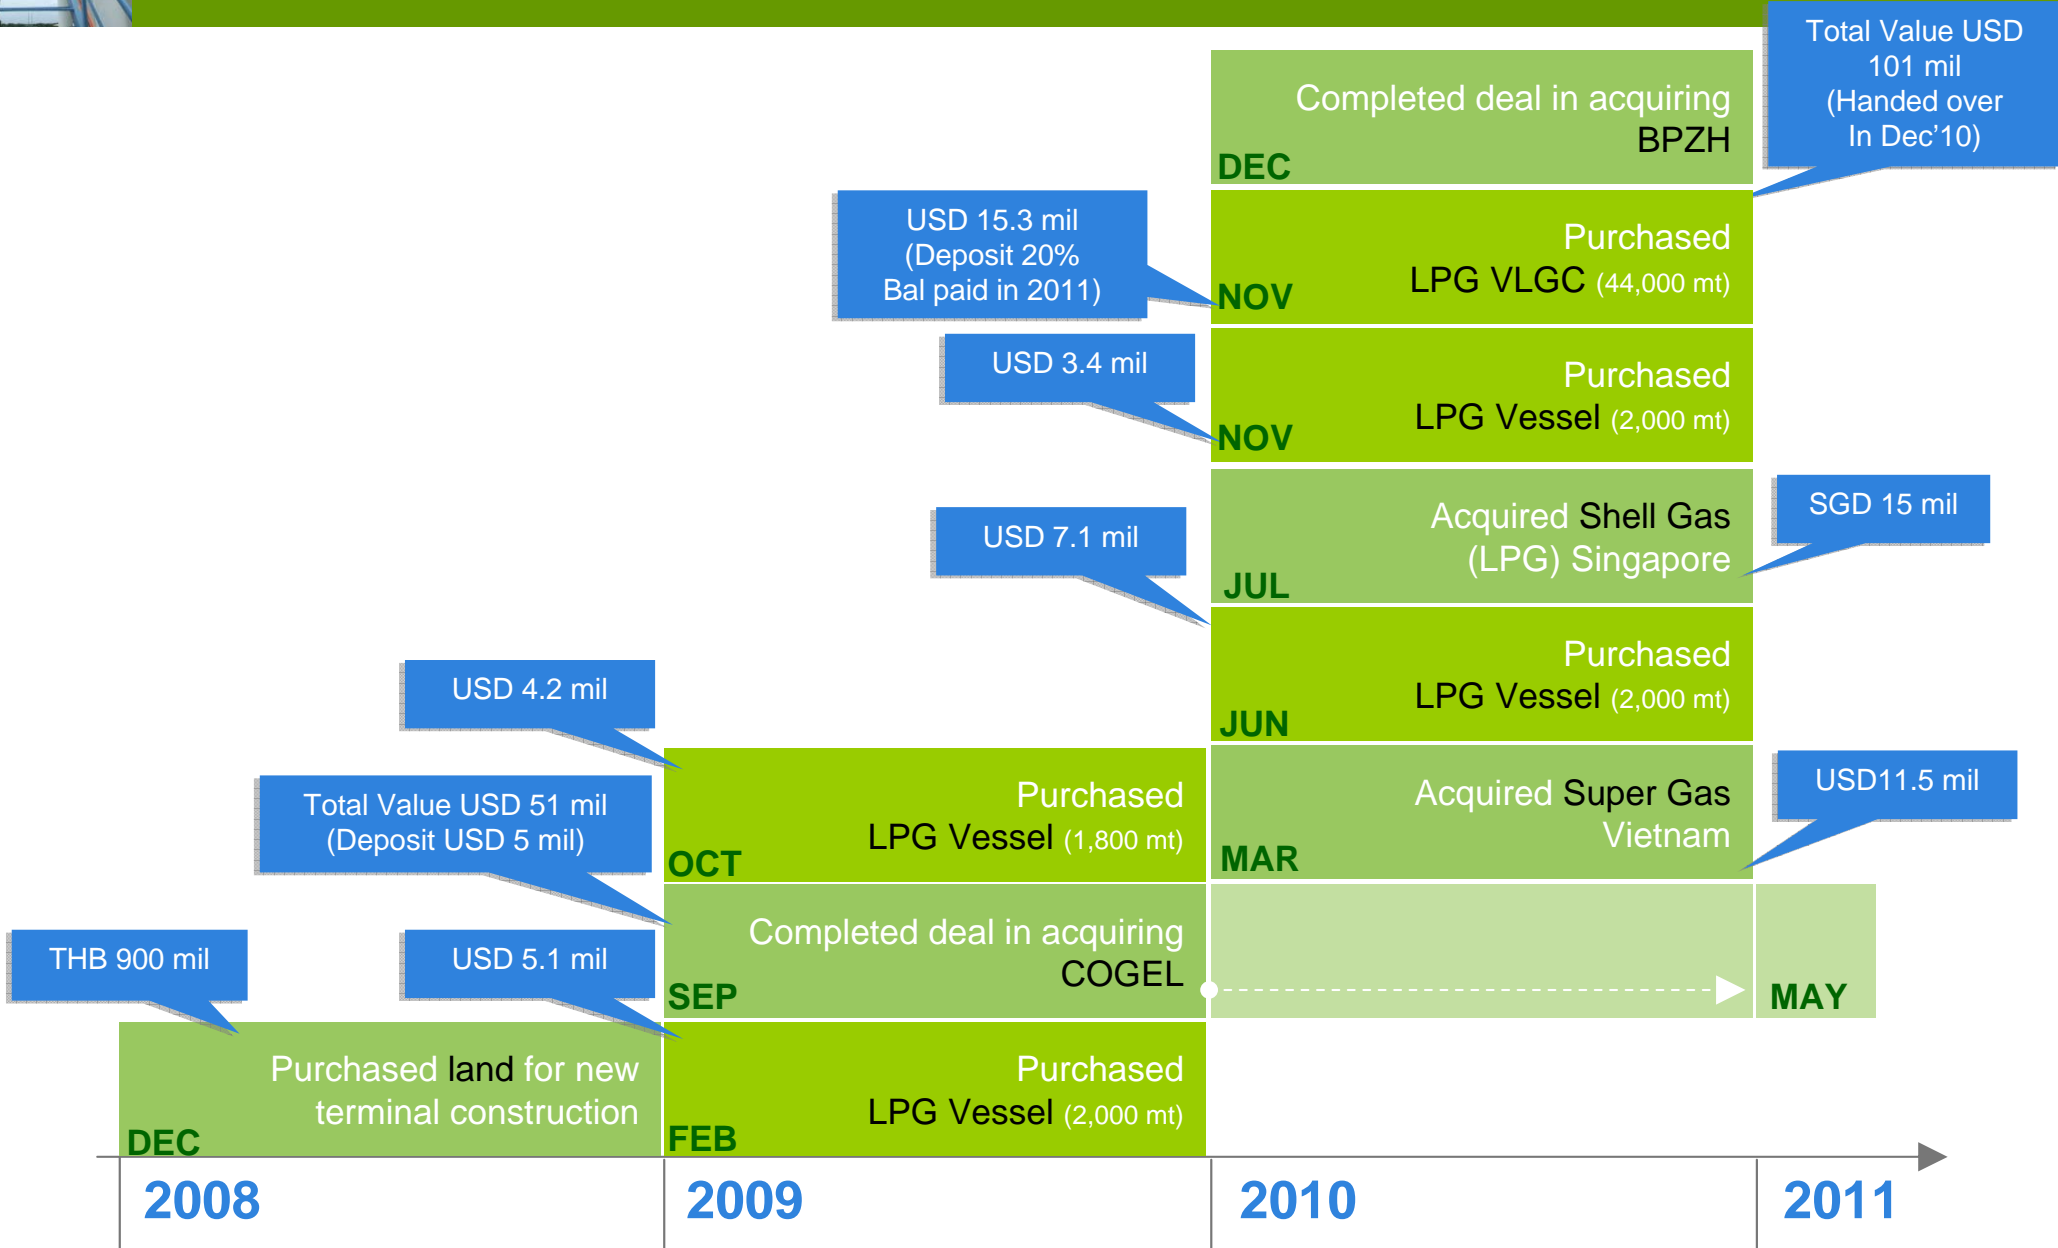 Total Value USD
101 mil
(Handed over
In Dec’10)
Completed deal in acquiring
BPZH
DEC
USD 15.3 mil
(Deposit 20%
Bal paid in 2011)
Purchased
LPG VLGC (44,000 mt)
NOV
USD 3.4 mil
Purchased
LPG Vessel (2,000 mt)
NOV
SGD 15 mil
Acquired Shell Gas
(LPG) Singapore
JUL
USD 7.1 mil
Purchased
LPG Vessel (2,000 mt)
JUN
USD 4.2 mil
USD11.5 mil
Acquired Super Gas
Vietnam
MAR
Purchased
LPG Vessel (1,800 mt)
OCT
Total Value USD 51 mil
(Deposit USD 5 mil)
Completed deal in acquiring
COGEL
SEP
MAY
THB 900 mil
USD 5.1 mil
Purchased land for new
terminal construction
DEC
Purchased
LPG Vessel (2,000 mt)
FEB
2008
2009
2010
2011